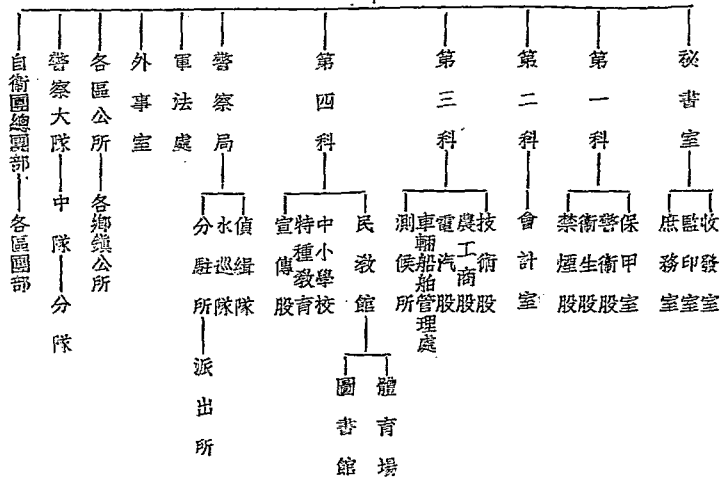 秘書室
收發室
監印室
庶務室
第一科
保甲室
警衛股
衛生股
禁煙股
第二科
會計室
第三科
技術股
農工商股
電汽股
車輛船舶管理處
測候所
第四科
民教館
體育場
圖書館
中小學校
特種教育
宣傳股
警察局
偵緝隊
水巡隊
分駐所
派出所
軍法處
外事室
各區公所
各鄉鎮公所
警察大隊
中隊
分隊
自衛團總團部
各區團部